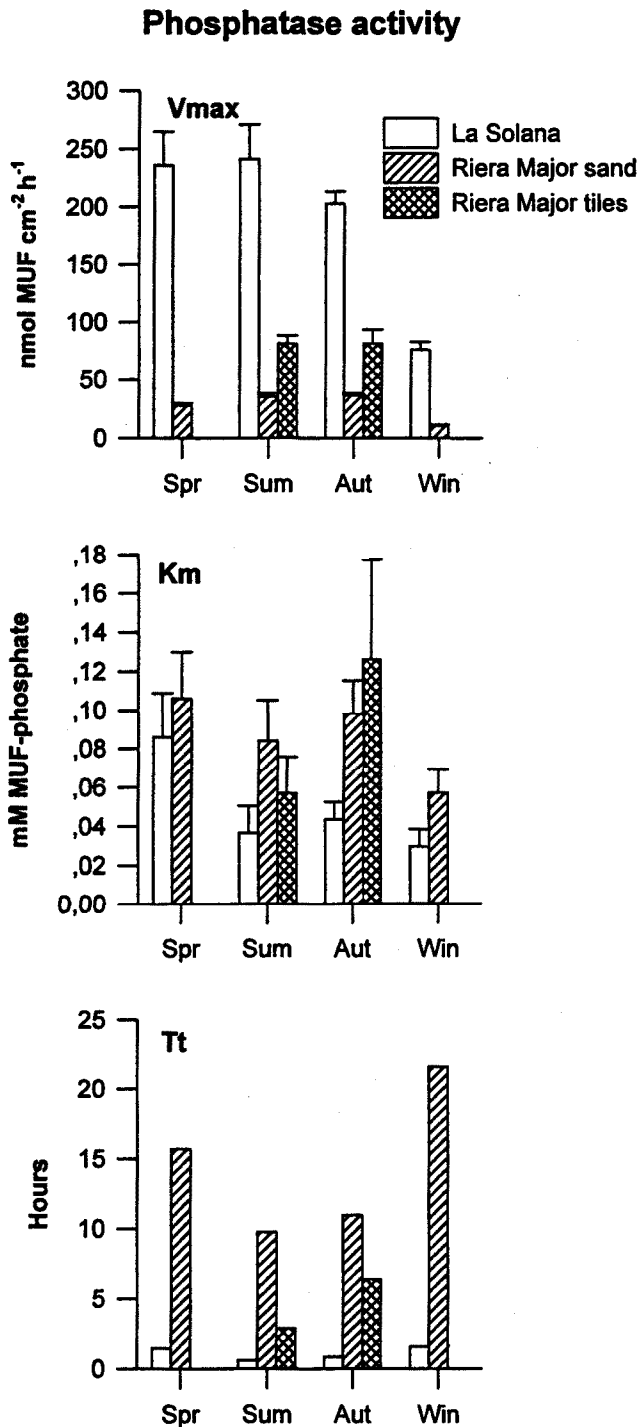 Phosphatase activity
Vmax
La Solana
Riera Major sand
Riera Major tiles
nmol MUF cm⁻² h⁻¹
300
250
200
150
100
50
0
Spr Sum Aut Win
Km
mM MUF-phosphate
,18
,16
,14
,12
,10
,08
,06
,04
,02
0,00
Spr Sum Aut Win
Tt
Hours
25
20
15
10
5
0
Spr Sum Aut Win